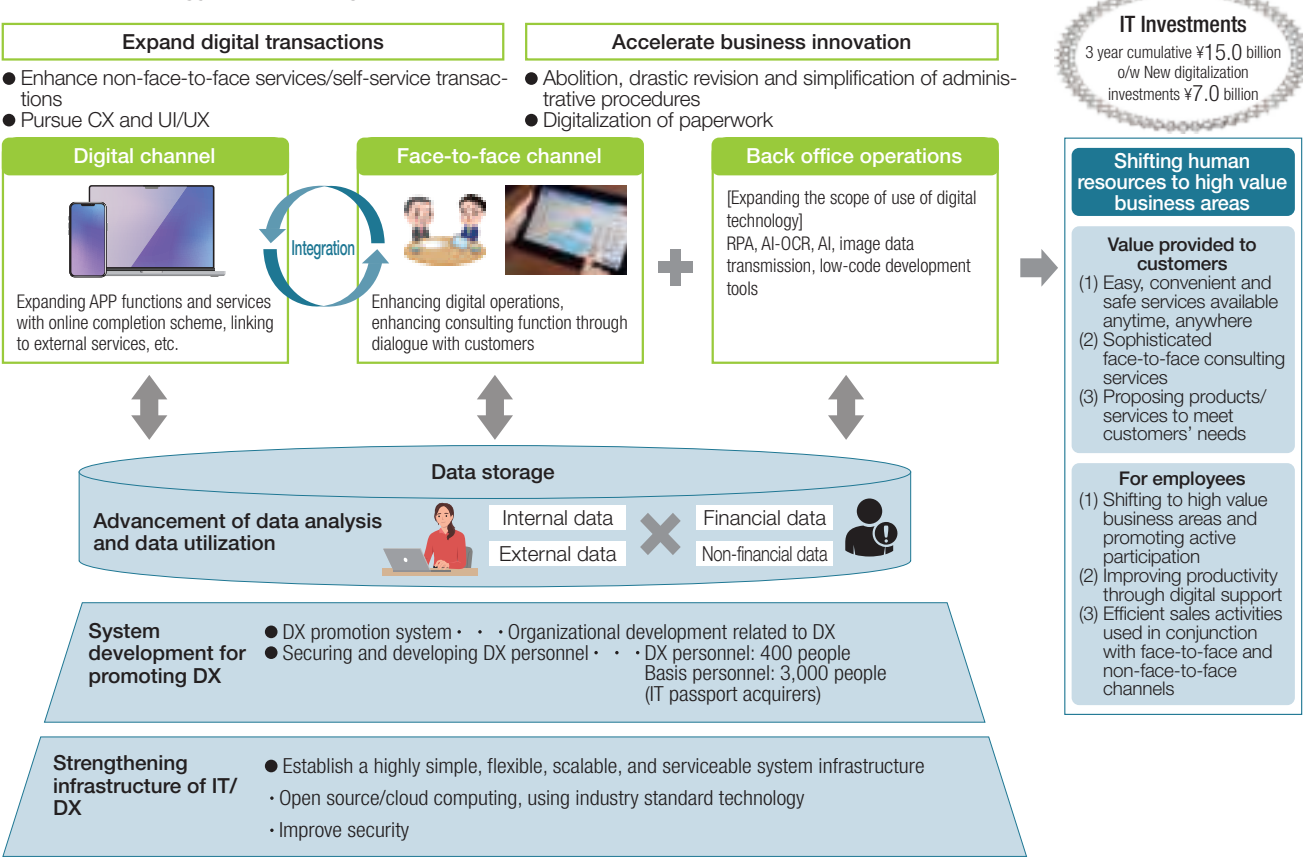 Expand digital transactions
● Enhance non-face-to-face services/self-service transac-
tions
● Pursue CX and UI/UX
Accelerate business innovation
● Abolition, drastic revision and simplification of adminis-
trative procedures
● Digitalization of paperwork
IT Investments
3 year cumulative ¥15.0 billion
o/w New digitalization
investments ¥7.0 billion
Digital channel
Expanding APP functions and services
with online completion scheme, linking
to external services, etc.
Integration
Face-to-face channel
Enhancing digital operations,
enhancing consulting function through
dialogue with customers
Back office operations
[Expanding the scope of use of digital
technology]
RPA, AI-OCR, AI, image data
transmission, low-code development
tools
Shifting human
resources to high value
business areas
Value provided to
customers
(1) Easy, convenient and
safe services available
anytime, anywhere
(2) Sophisticated
face-to-face consulting
services
(3) Proposing products/
services to meet
customers’ needs
For employees
(1) Shifting to high value
business areas and
promoting active
participation
(2) Improving productivity
through digital support
(3) Efficient sales activities
used in conjunction
with face-to-face and
non-face-to-face
channels
Data storage
Advancement of data analysis
and data utilization
Internal data
External data
Financial data
Non-financial data
System
development for
promoting DX
● DX promotion system・・・Organizational development related to DX
● Securing and developing DX personnel・・・DX personnel: 400 people
Basis personnel: 3,000 people
(IT passport acquirers)
Strengthening
infrastructure of IT/
DX
● Establish a highly simple, flexible, scalable, and serviceable system infrastructure
・Open source/cloud computing, using industry standard technology
・Improve security